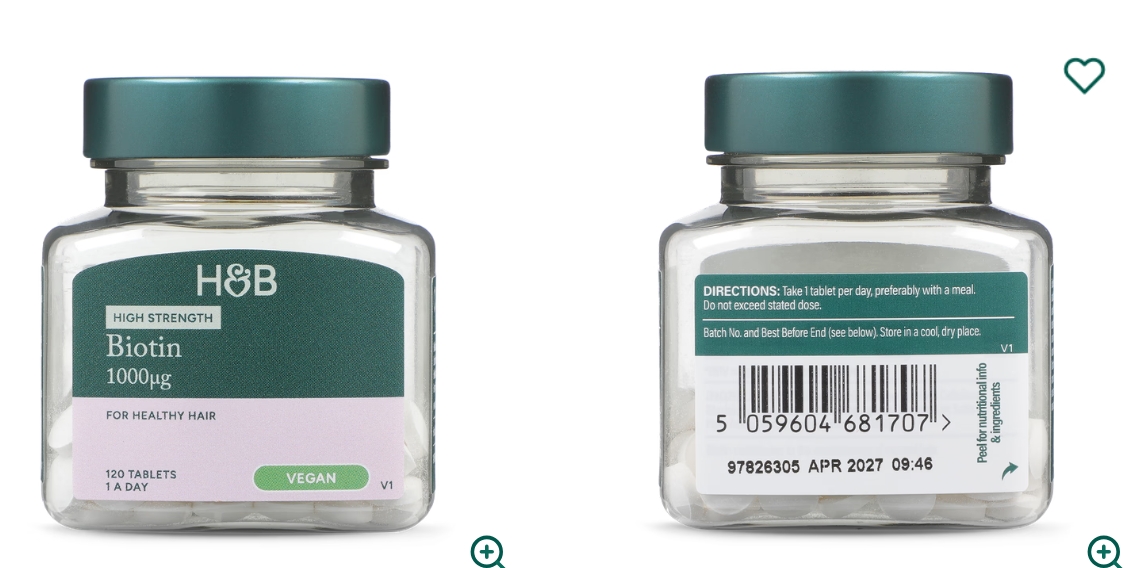 H&B
HIGH STRENGTH
Biotin
1000µg
FOR HEALTHY HAIR
120 TABLETS
1 A DAY
VEGAN
V1
DIRECTIONS: Take 1 tablet per day, preferably with a meal.
Do not exceed stated dose.
Batch No. and Best Before End (see below). Store in a cool, dry place.
V1
5 059604 681707 >
Peel for nutritional info
& ingredients
97826305 APR 2027 09:46